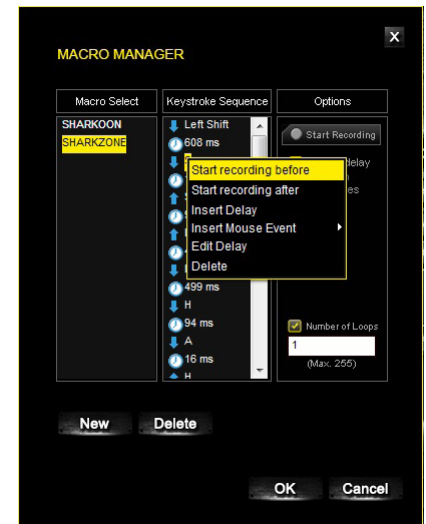 X
MACRO MANAGER
Macro Select
Keystroke Sequence
Options
SHARKOON
SHARKZONE
Left Shift
608 ms
Start recording before
Start recording after
Insert Delay
Insert Mouse Event
Edit Delay
Delete
499 ms
H
94 ms
A
16 ms
H
Start Recording
elay
es
Number of Loops
1
(Max. 255)
New
Delete
OK
Cancel